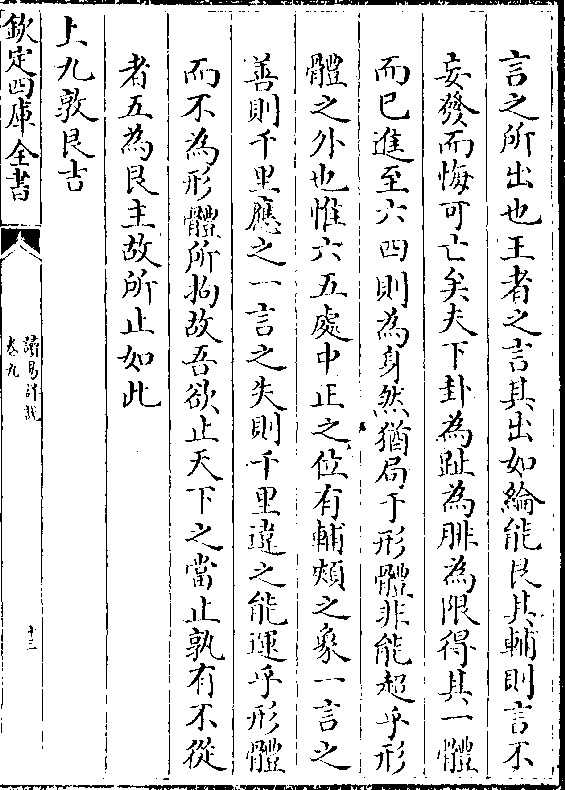 言之所出也王者之言其出如綸能艮其輔則言不
妄發而悔可亡矣夫下卦為趾為腓為限得其一體
而已進至六四則為身然猶局于形體非能超乎形
體之外也惟六五處中正之位有輔頰之象一言之
善則千里應之一言之失則千里違之能運乎形體
而不為形體所拘故吾欲止天下之當止孰有不從
者五為艮主故所止如此
上九敦艮吉
欽定四庫全書
讀易詳說
卷九
十三